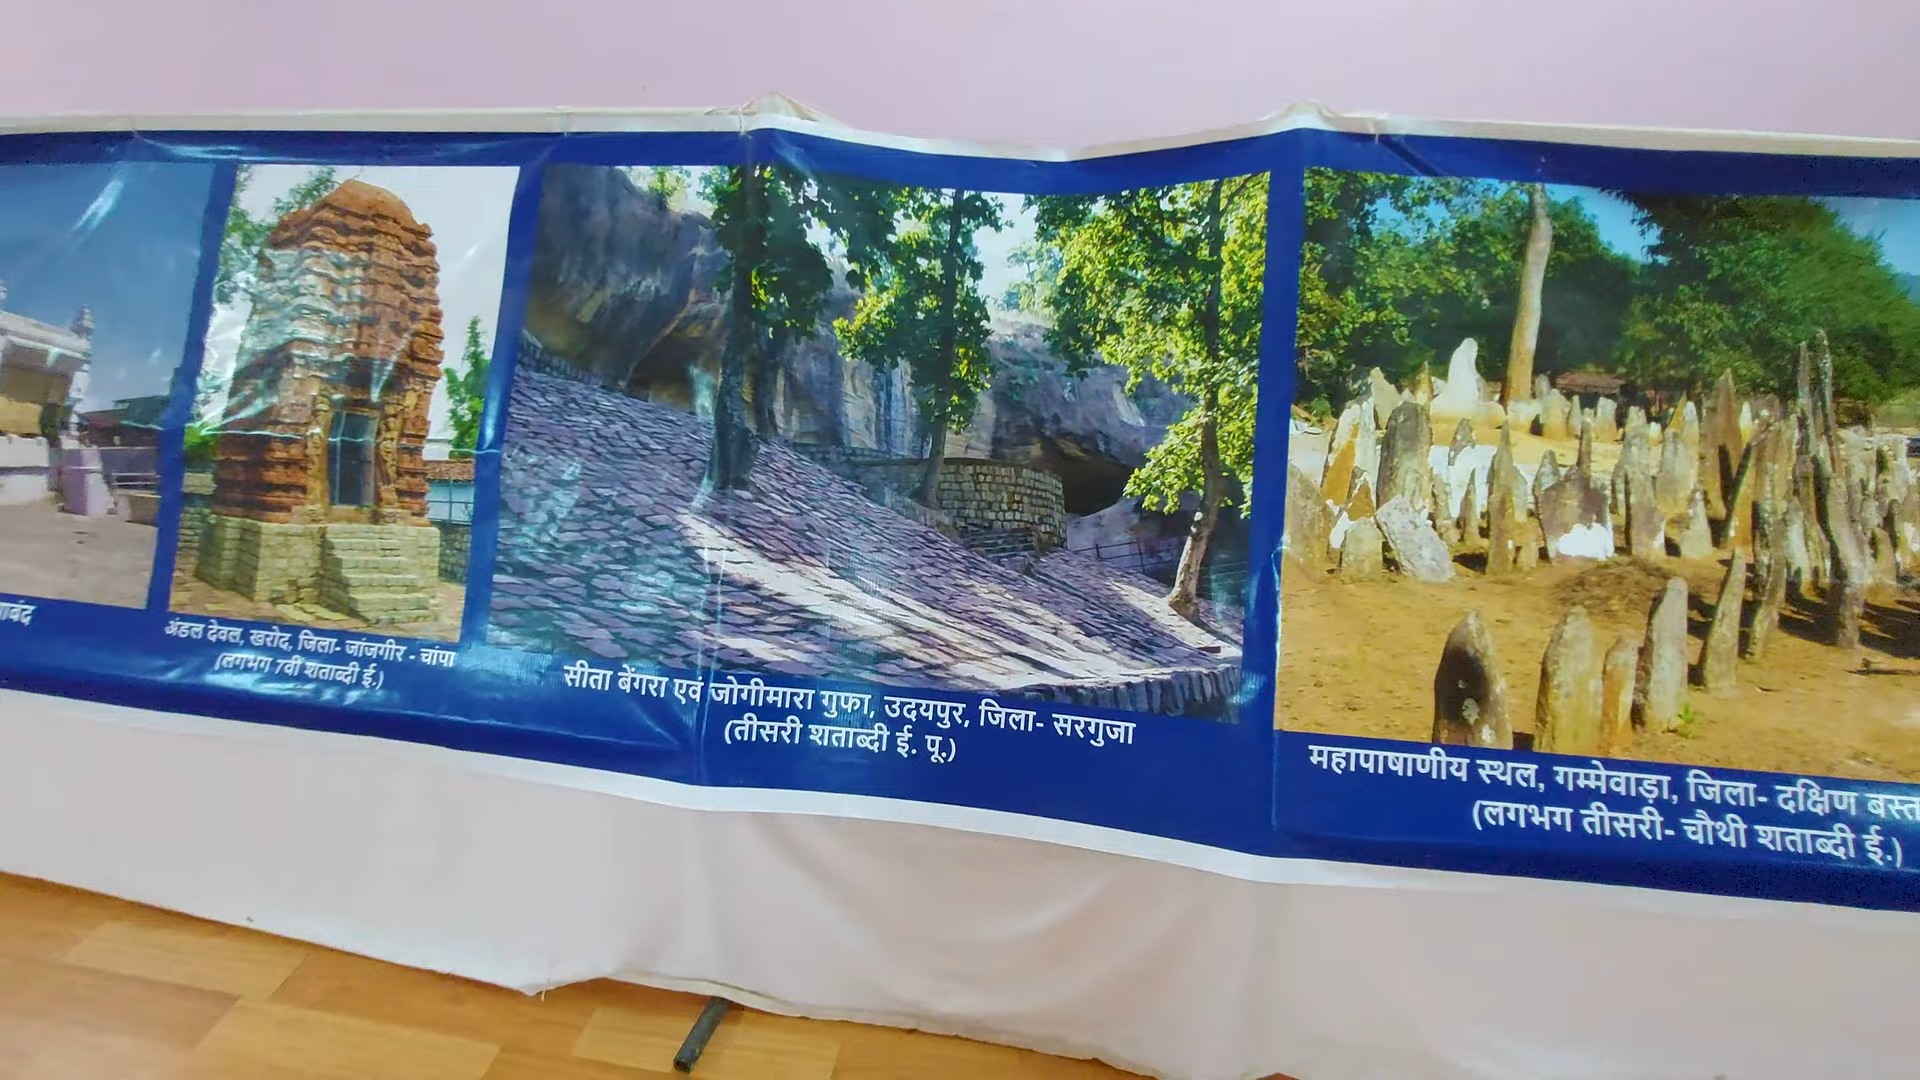 अंडल देवल, खरोद, जिला- जांजगीर - चांपा
(लगभग 7वीं शताब्दी ई.)
सीता बेंगरा एवं जोगीमारा गुफा, उदयपुर, जिला- सरगुजा
(तीसरी शताब्दी ई. पू.)
महापाषाणीय स्थल, गम्मेवाड़ा, जिला- दक्षिण बस्त
(लगभग तीसरी- चौथी शताब्दी ई.)